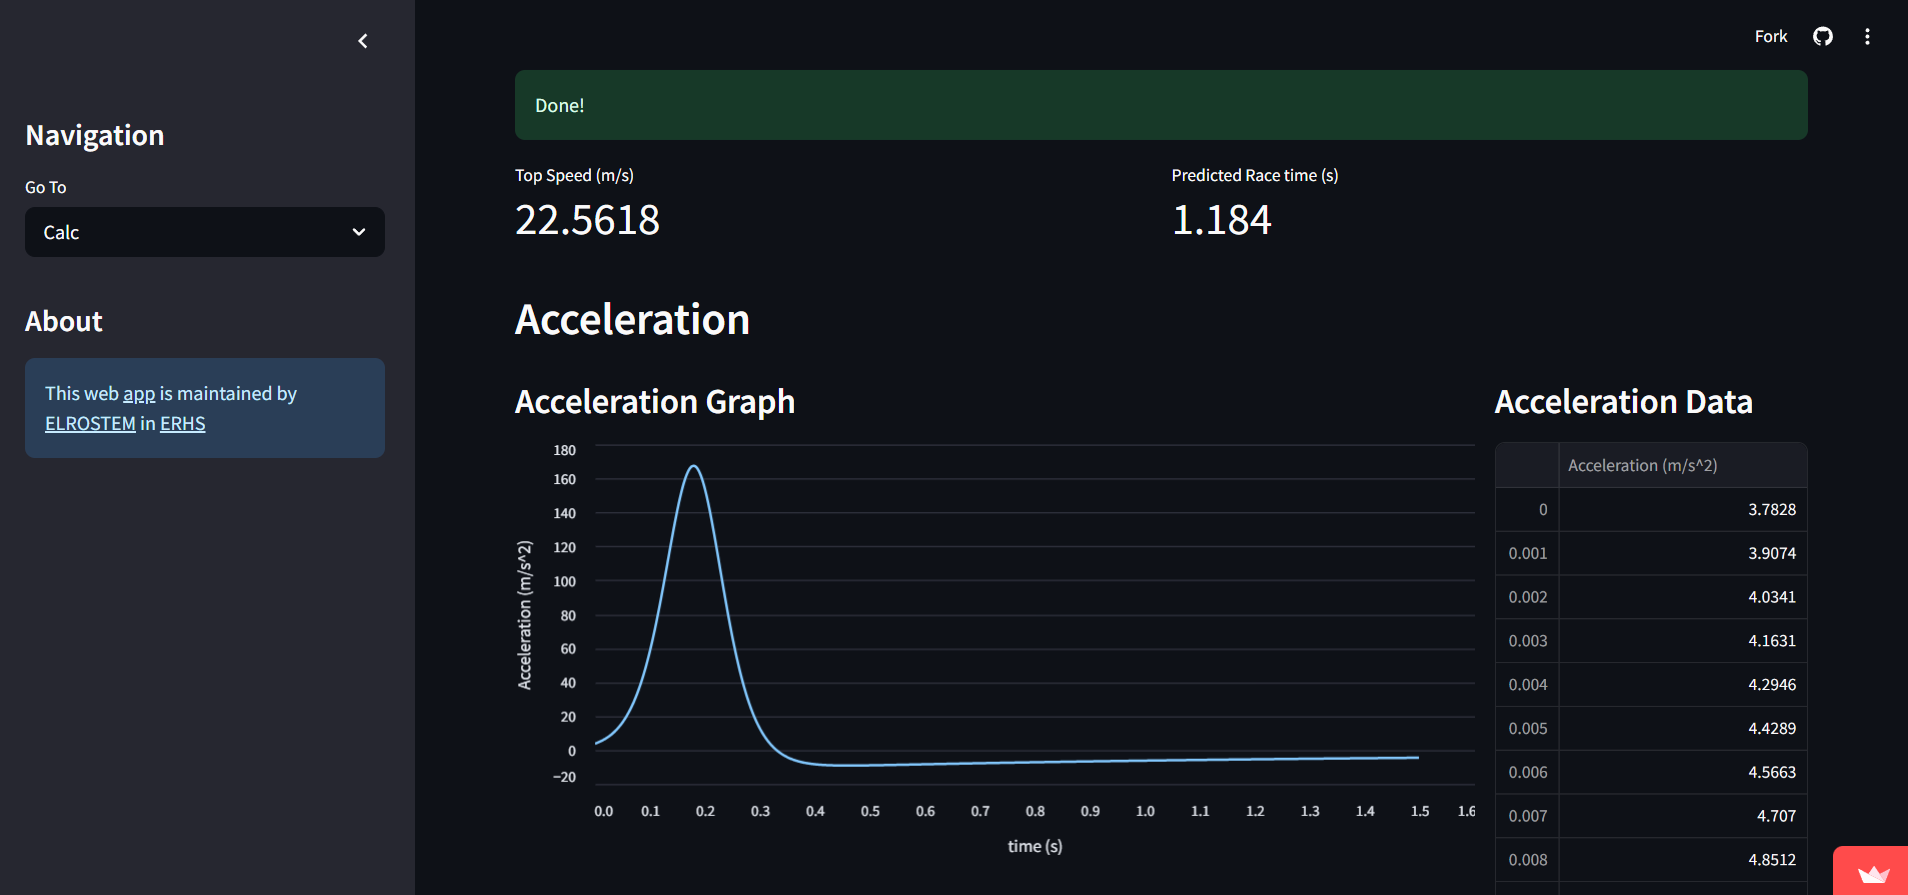 Fork
Navigation
Go To
Calc
About
This web app is maintained by
ELROSTEM in ERHS
Done!
Top Speed (m/s)
22.5618
Predicted Race time (s)
1.184
Acceleration
Acceleration Graph
180
160
140
120
100
80
60
40
20
0
−20
Acceleration (m/s^2)
0.0 0.1 0.2 0.3 0.4 0.5 0.6 0.7 0.8 0.9 1.0 1.1 1.2 1.3 1.4 1.5 1.6
time (s)
Acceleration Data
Acceleration (m/s^2)
0 3.7828
0.001 3.9074
0.002 4.0341
0.003 4.1631
0.004 4.2946
0.005 4.4289
0.006 4.5663
0.007 4.707
0.008 4.8512